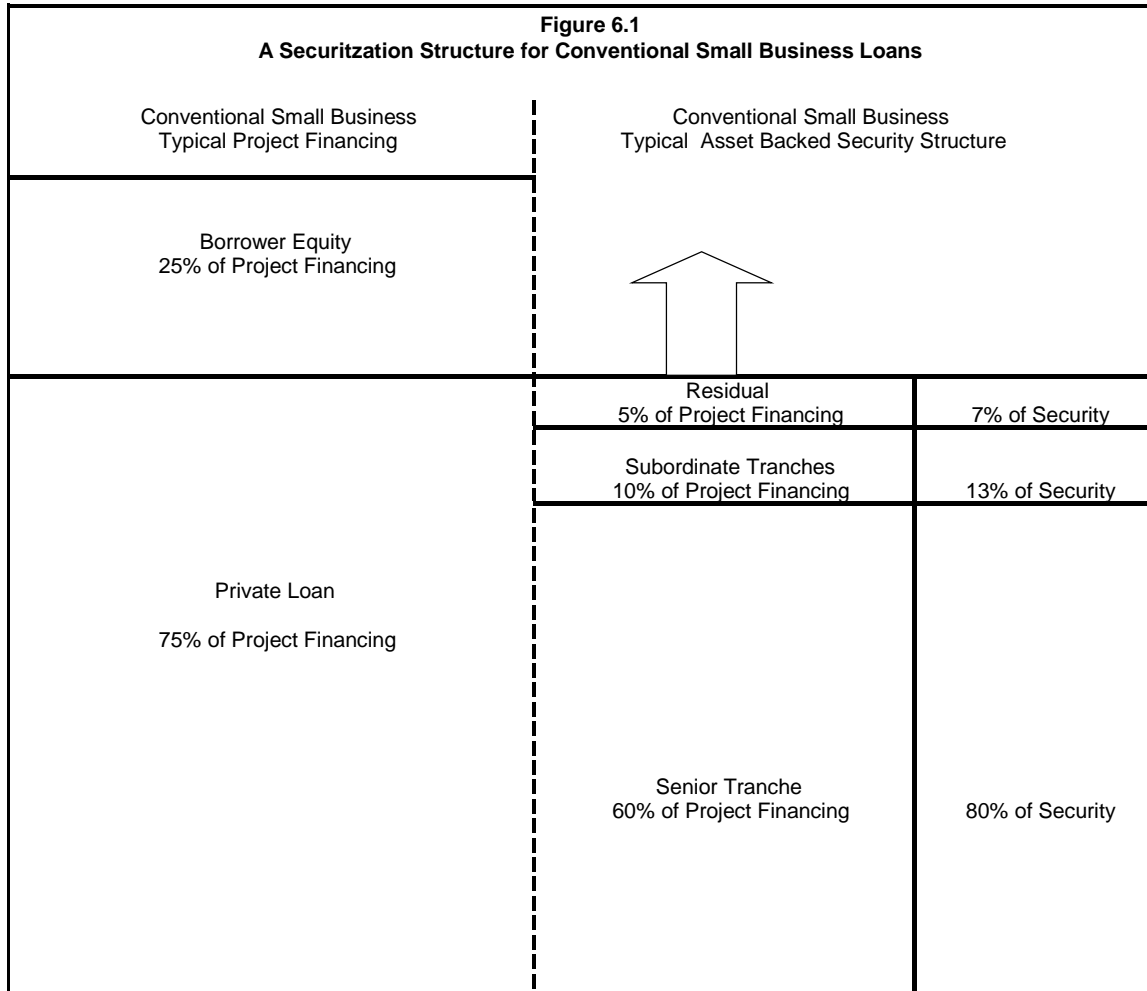 Figure 6.1
A Securitzation Structure for Conventional Small Business Loans
Conventional Small Business
Typical Project Financing
Conventional Small Business
Typical Asset Backed Security Structure
Borrower Equity
25% of Project Financing
Residual
5% of Project Financing
7% of Security
Subordinate Tranches
10% of Project Financing
13% of Security
Private Loan
75% of Project Financing
Senior Tranche
60% of Project Financing
80% of Security